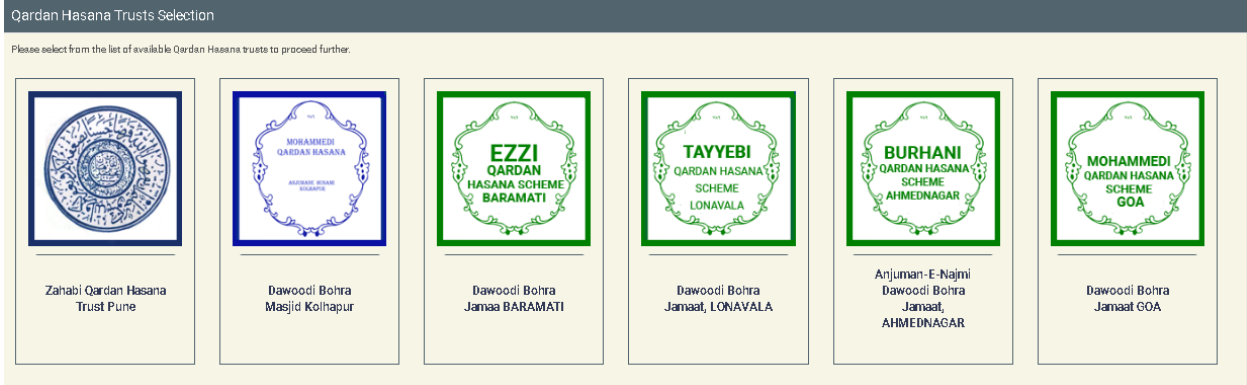 Qardan Hasana Trusts Selection
Please select from the list of available Qardan Hasana trusts to proceed further.
Zahabi Qardan Hasana
Trust Pune
MOHAMMEDI
QARDAN HASANA
KOLHAPUR
Dawoodi Bohra
Masjid Kolhapur
EZZI
QARDAN
HASANA SCHEME
BARAMATI
Dawoodi Bohra
Jamaa BARAMATI
TAYYEBI
QARDAN HASANA
SCHEME
LONAVALA
Dawoodi Bohra
Jamaat, LONAVALA
BURHANI
QARDAN HASANA
SCHEME
AHMEDNAGAR
Anjuman-E-Najmi
Dawoodi Bohra
Jamaat,
AHMEDNAGAR
MOHAMMEDI
QARDAN HASANA
SCHEME
GOA
Dawoodi Bohra
Jamaat GOA